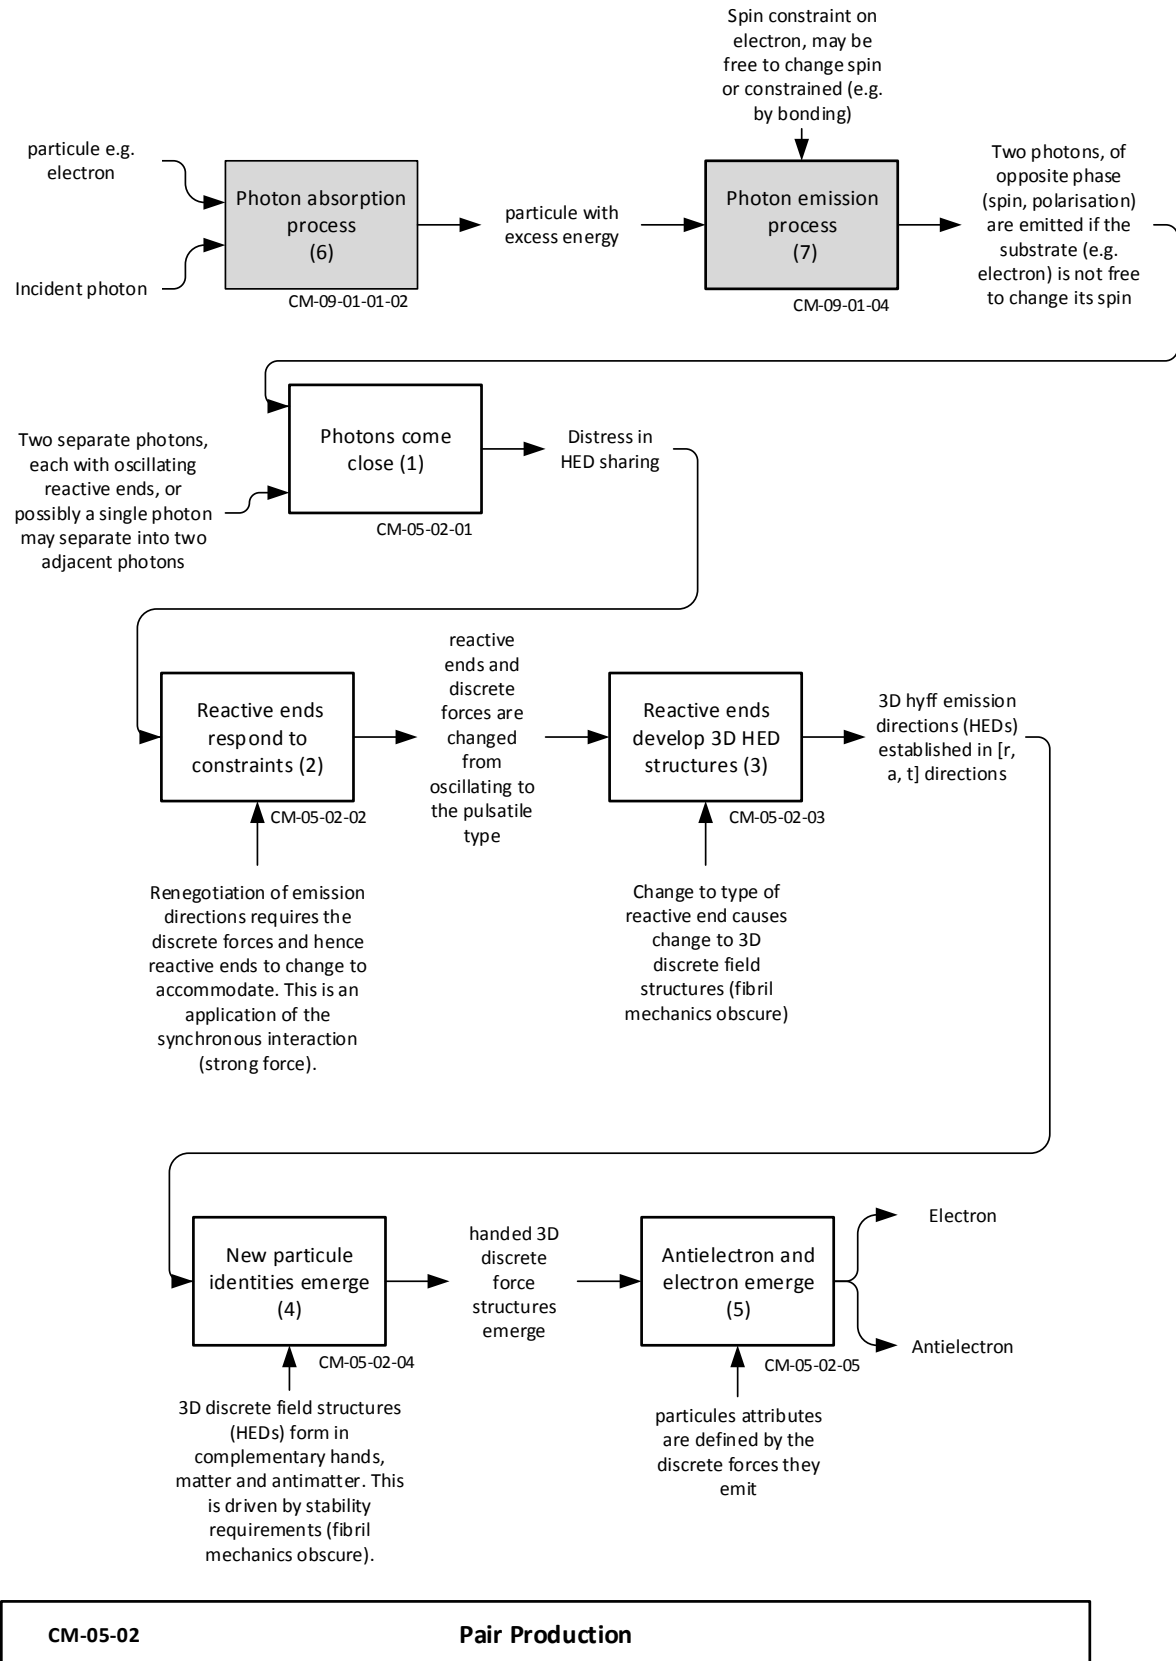 Spin constraint on
electron, may be
free to change spin
or constrained (e.g.
by bonding)
particule e.g.
electron
Incident photon
Photon absorption
process
(6)
CM-09-01-01-02
particule with
excess energy
Photon emission
process
(7)
CM-09-01-04
Two photons, of
opposite phase
(spin, polarisation)
are emitted if the
substrate (e.g.
electron) is not free
to change its spin
Two separate photons,
each with oscillating
reactive ends, or
possibly a single photon
may separate into two
adjacent photons
Photons come
close (1)
CM-05-02-01
Distress in
HED sharing
Reactive ends
respond to
constraints (2)
CM-05-02-02
Renegotiation of emission
directions requires the
discrete forces and hence
reactive ends to change to
accommodate. This is an
application of the
synchronous interaction
(strong force).
reactive
ends and
discrete
forces are
changed
from
oscillating to
the pulsatile
type
Reactive ends
develop 3D HED
structures (3)
CM-05-02-03
Change to type of
reactive end causes
change to 3D
discrete field
structures (fibril
mechanics obscure)
3D hyff emission
directions (HEDs)
established in [r,
a, t] directions
New particule
identities emerge
(4)
CM-05-02-04
3D discrete field structures
(HEDs) form in
complementary hands,
matter and antimatter. This
is driven by stability
requirements (fibril
mechanics obscure).
handed 3D
discrete
force
structures
emerge
Antielectron and
electron emerge
(5)
CM-05-02-05
particules attributes
are defined by the
discrete forces they
emit
Electron
Antielectron
CM-05-02
Pair Production